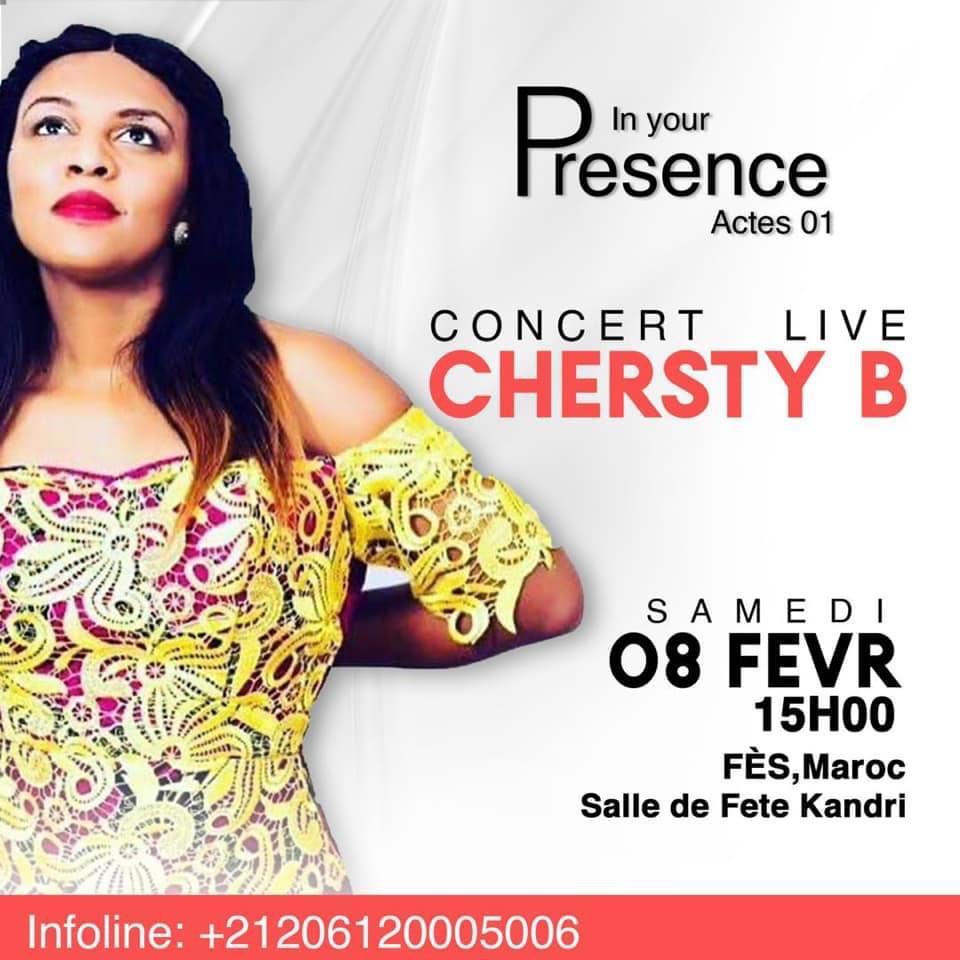 In your
Presence
Actes 01
CONCERT LIVE
CHERSTY B
SAMEDI
08 FEVR
15H00
FÈS,Maroc
Salle de Fete Kandri
Infoline: +21206120005006